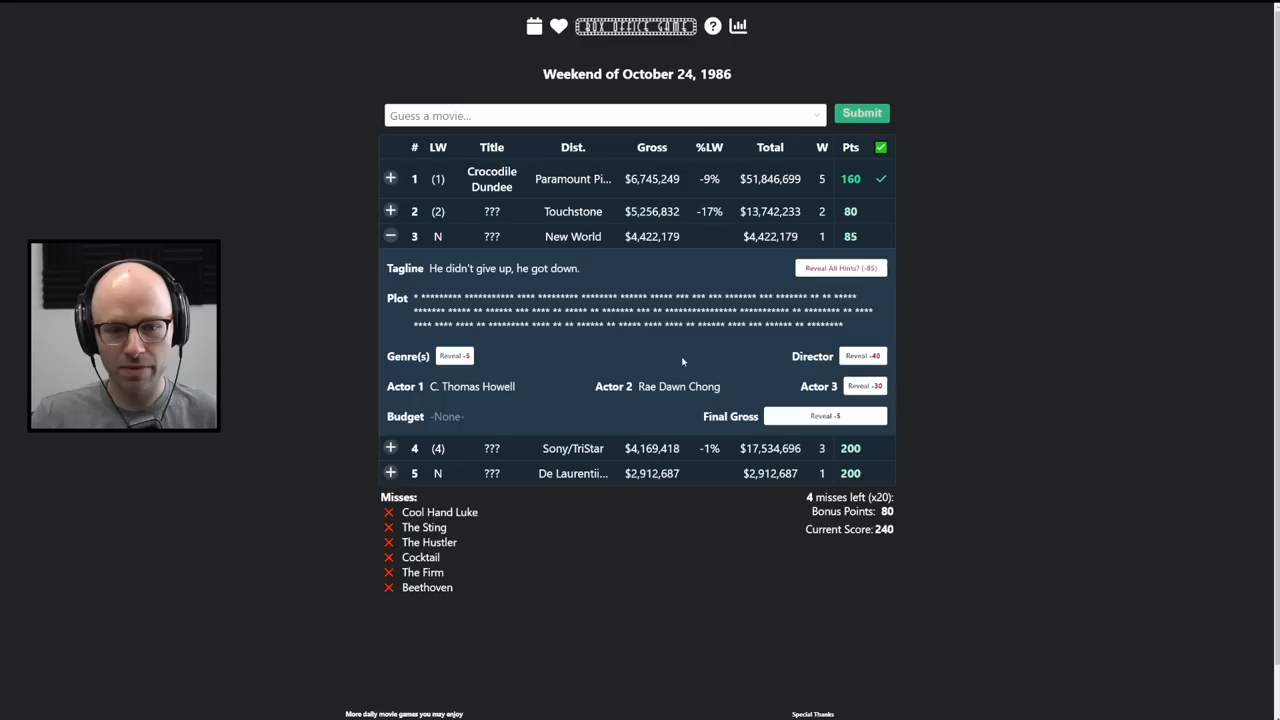 BOX OFFICE GAME ?
Weekend of October 24, 1986
Guess a movie... Submit
# LW Title Dist. Gross %LW Total W Pts
1 (1) Crocodile Dundee Paramount Pi... $6,745,249 -9% $51,846,699 5 160
2 (2) ??? Touchstone $5,256,832 -17% $13,742,233 2 80
3 N ??? New World $4,422,179 $4,422,179 1 85
Tagline He didn't give up, he got down. Reveal All Hints? (-85)
Plot * ********* *********** **** ********* ******** ****** ***** *** *** *** ******* *** ******* ** ** *****
******* ***** ** ***** *** ***** *** ***** *** ** ***************** *********** ** ******** ** ****
**** **** **** ** ********* **** ** ** ****** ** ***** **** **** ** ****** **** *** ****** ** ********
Genre(s) Reveal -5 Director Reveal -40
Actor 1 C. Thomas Howell Actor 2 Rae Dawn Chong Actor 3 Reveal -30
Budget -None- Final Gross Reveal -5
4 (4) ??? Sony/TriStar $4,169,418 -1% $17,534,696 3 200
5 N ??? De Laurentii... $2,912,687 $2,912,687 1 200
Misses: 4 misses left (x20):
Cool Hand Luke Bonus Points: 80
The Sting Current Score: 240
The Hustler
Cocktail
The Firm
Beethoven
More daily movie games you may enjoy Special Thanks